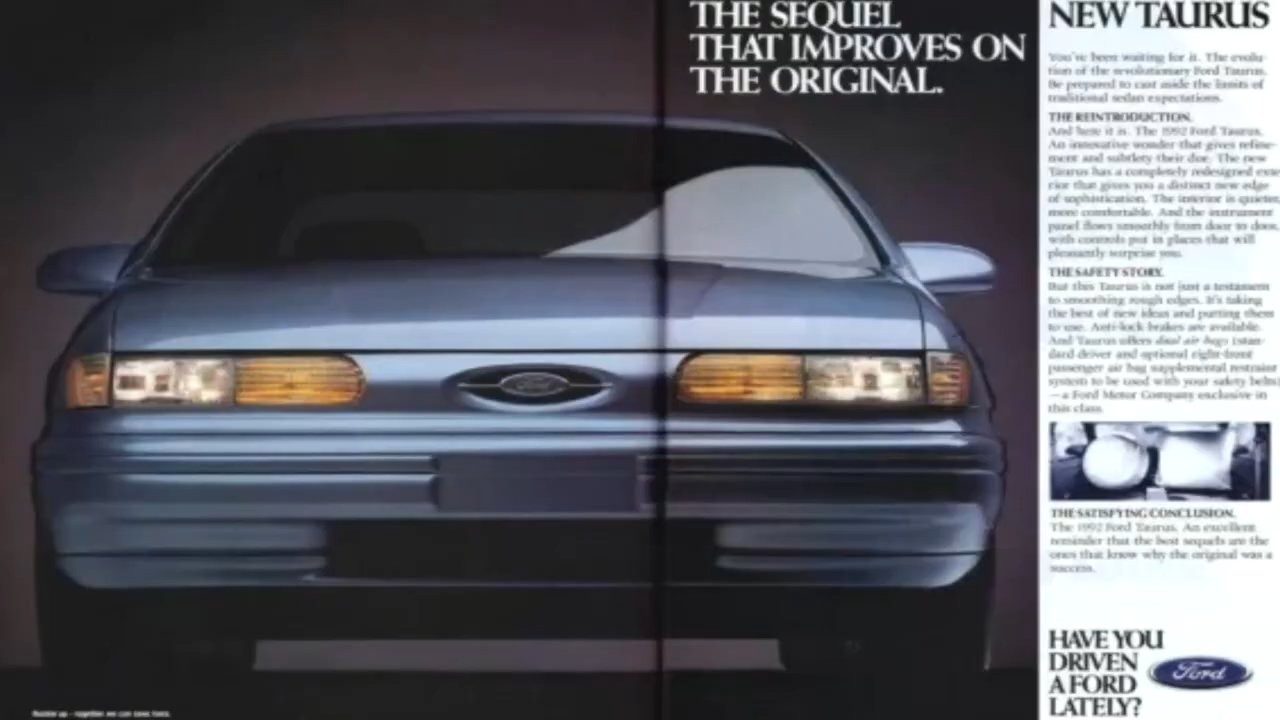 THE SEQUEL
THAT IMPROVES ON
THE ORIGINAL.
NEW TAURUS
You've been waiting for it. The evolu-
tion of the revolutionary Ford Taurus.
Be prepared to cast aside the limits of
traditional sedan expectations.
THE REINTRODUCTION.
And here it is. The 1992 Ford Taurus.
An innovative wonder that gives refine-
ment and subtlety their due. The new
Taurus has a completely redesigned exte
rior that gives you a distinct new edge
of sophistication. The interior is quieter,
more comfortable. And the instrument
panel flows smoothly from door to door,
with controls put in places that will
pleasantly surprise you.
THE SAFETY STORY.
But this Taurus is not just a testament
to smoothing rough edges. It's taking
the best of new ideas and putting them
to use. Anti-lock brakes are available.
And Taurus offers dual air bags (stan-
dard driver and optional right-front
passenger air bag supplemental restraint
system to be used with your safety belts)
—a Ford Motor Company exclusive in
this class.
THE SATISFYING CONCLUSION.
The 1992 Ford Taurus. An excellent
reminder that the best sequels are the
ones that know why the original was a
success.
HAVE YOU
DRIVEN
A FORD
LATELY?
Ford
Ford
Buckle up—together we can save lives.